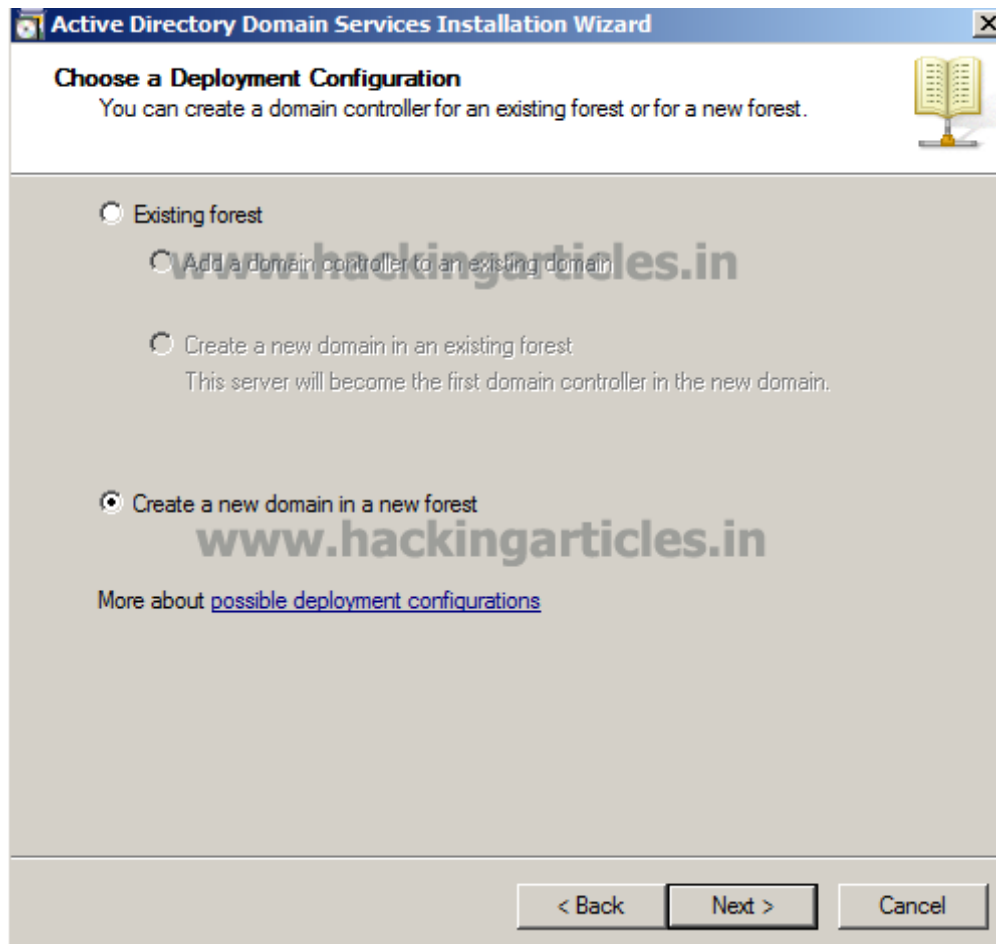 Active Directory Domain Services Installation Wizard
Choose a Deployment Configuration
You can create a domain controller for an existing forest or for a new forest.
Existing forest
www.hackingarticles.in
Add a domain controller to an existing domain
Create a new domain in an existing forest
This server will become the first domain controller in the new domain.
Create a new domain in a new forest
www.hackingarticles.in
More about possible deployment configurations
< Back Next > Cancel